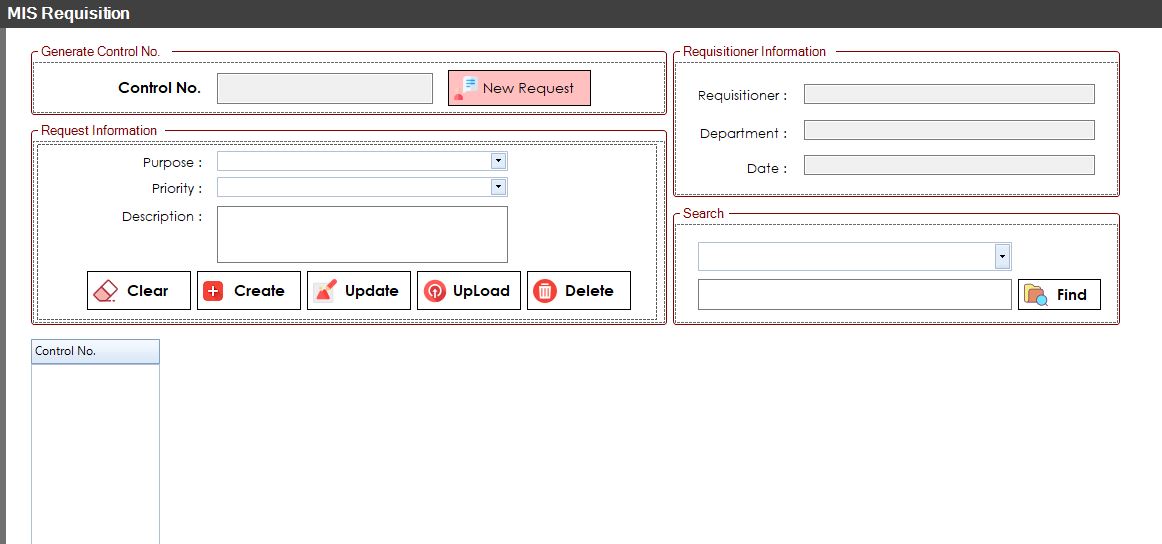 MIS Requisition
Generate Control No.
Control No.
New Request
Request Information
Purpose :
Priority :
Description :
Clear
Create
Update
UpLoad
Delete
Requisitioner Information
Requisitioner :
Department :
Date :
Search
Find
Control No.